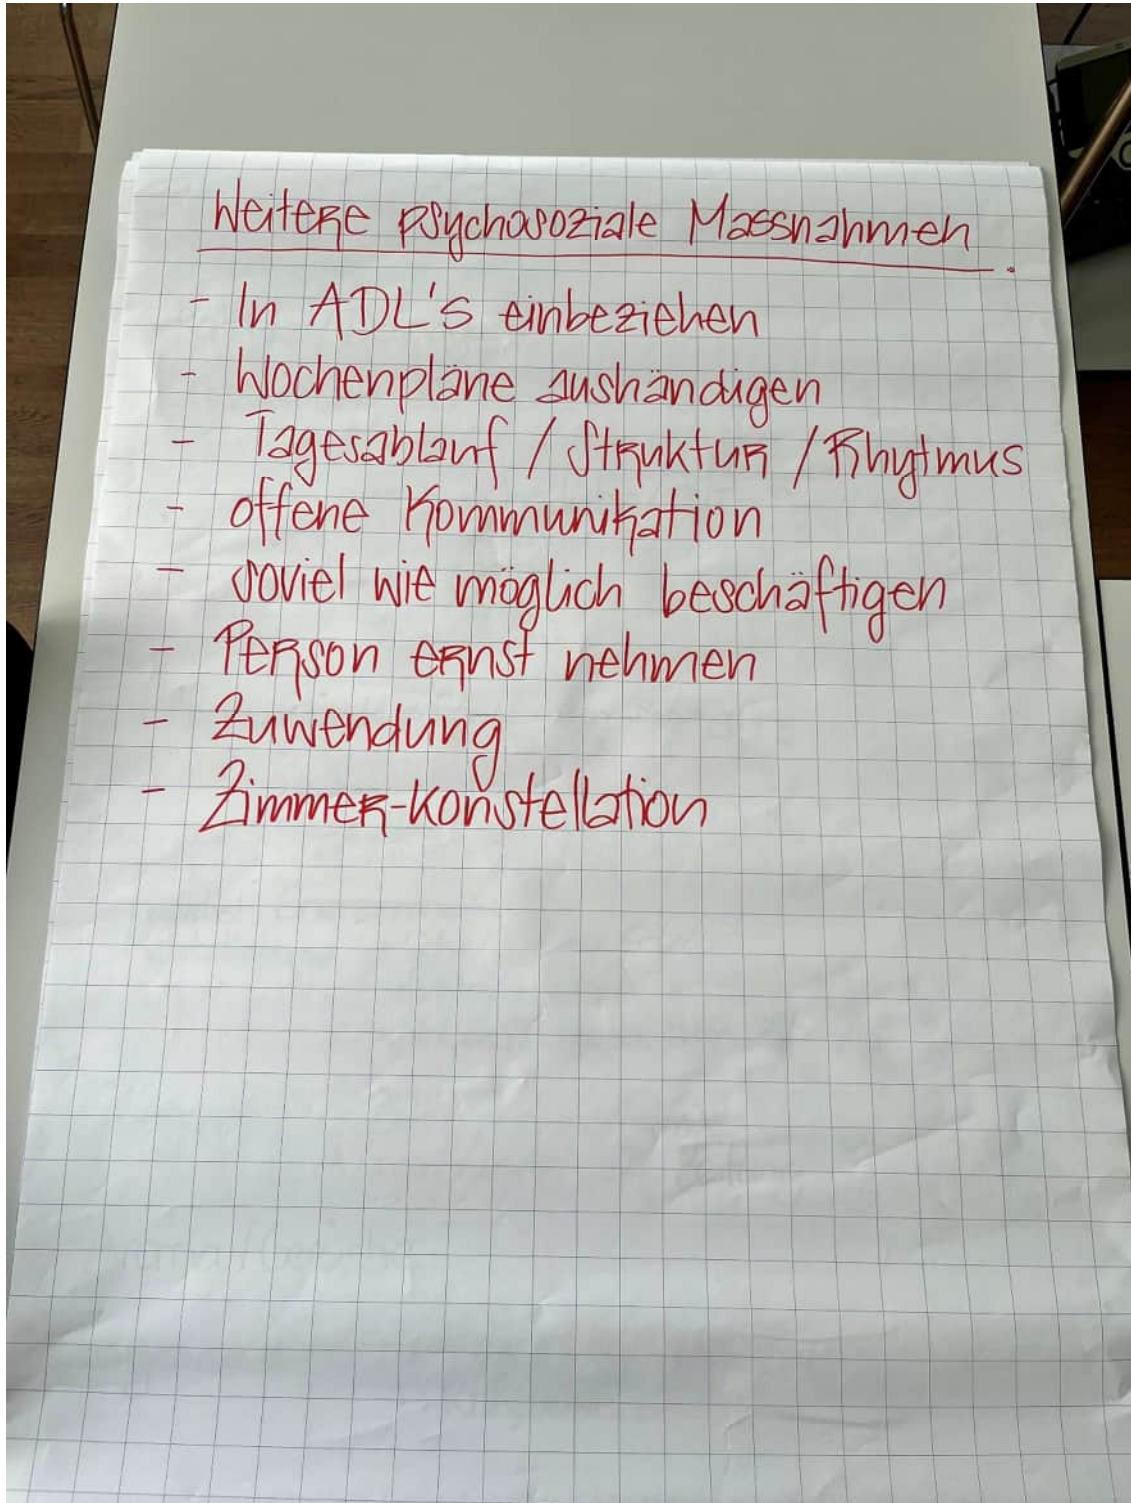 Weitere psychosoziale Massnahmen.
- In ADL's einbeziehen
- Wochenpläne aushändigen
- Tagesablauf / Struktur / Rhytmus
- offene Kommunikation
- soviel wie möglich beschäftigen
- Person ernst nehmen
- Zuwendung
- Zimmer-Konstellation